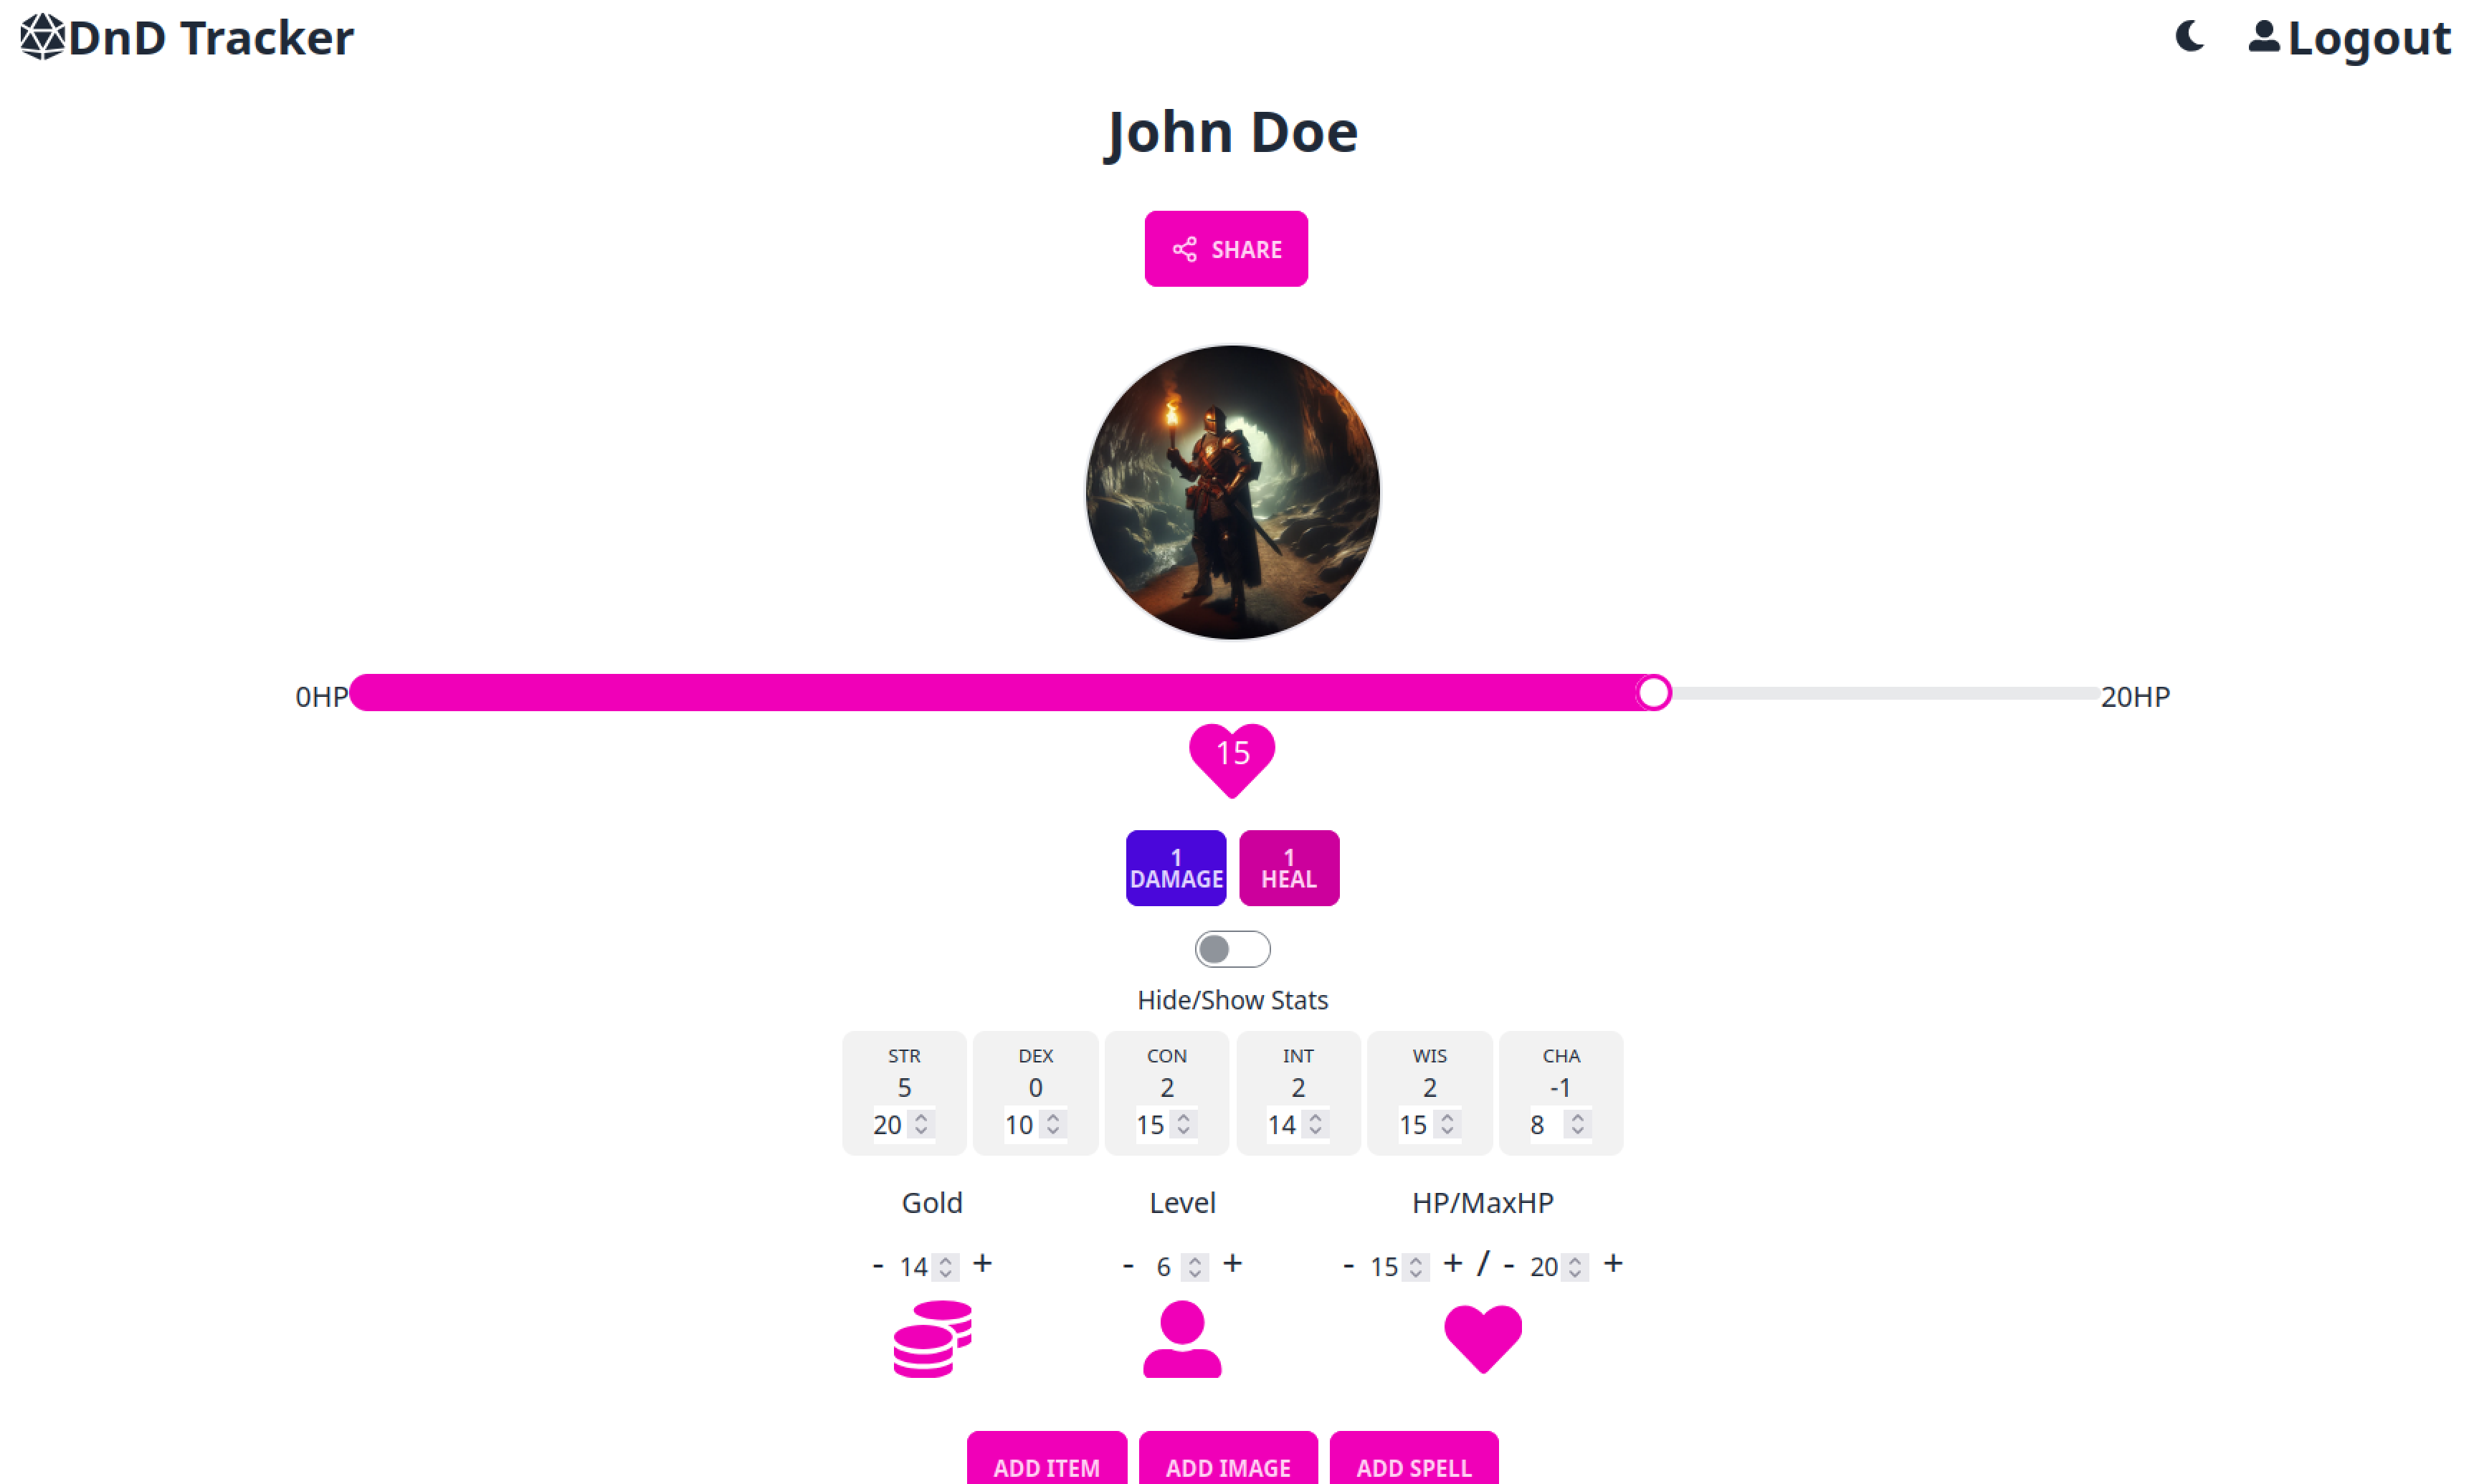 DnD Tracker
Logout
John Doe
SHARE
0HP
20HP
15
1
DAMAGE
1
HEAL
Hide/Show Stats
STR DEX CON INT WIS CHA
5 0 2 2 2 -1
20 10 15 14 15 8
Gold Level HP/MaxHP
- 14 + - 6 + - 15 + / - 20 +
ADD ITEM ADD IMAGE ADD SPELL